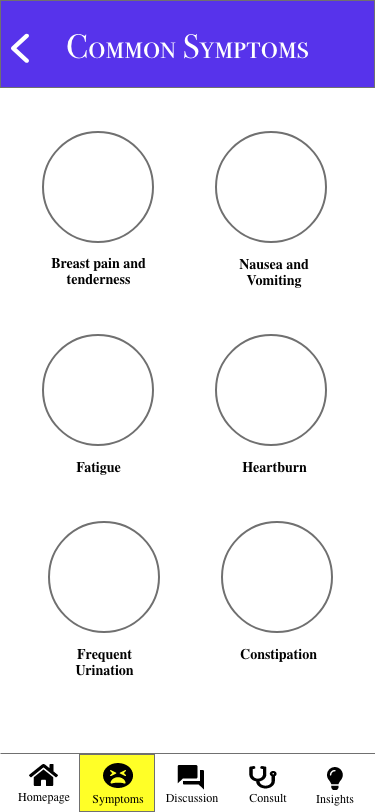 Common Symptoms
Breast pain and
tenderness
Nausea and
Vomiting
Fatigue
Heartburn
Frequent
Urination
Constipation
Homepage
Symptoms
Discussion
Consult
Insights